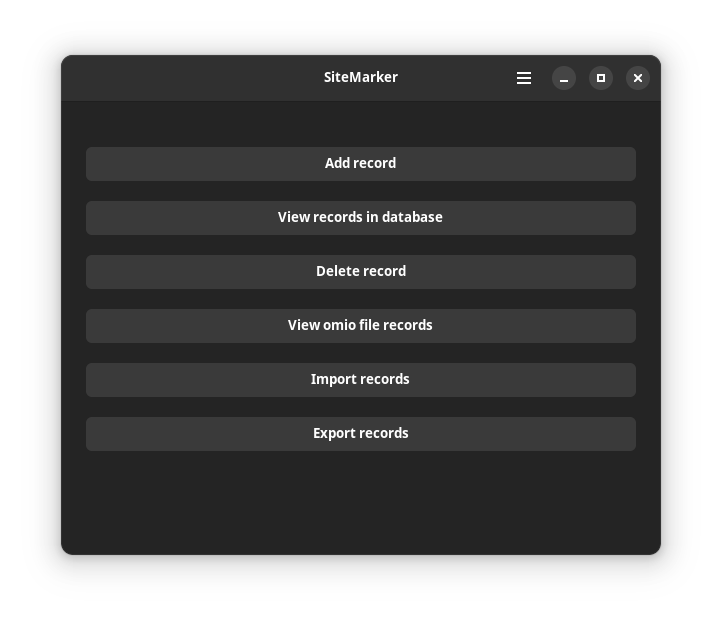 SiteMarker
Add record
View records in database
Delete record
View omio file records
Import records
Export records